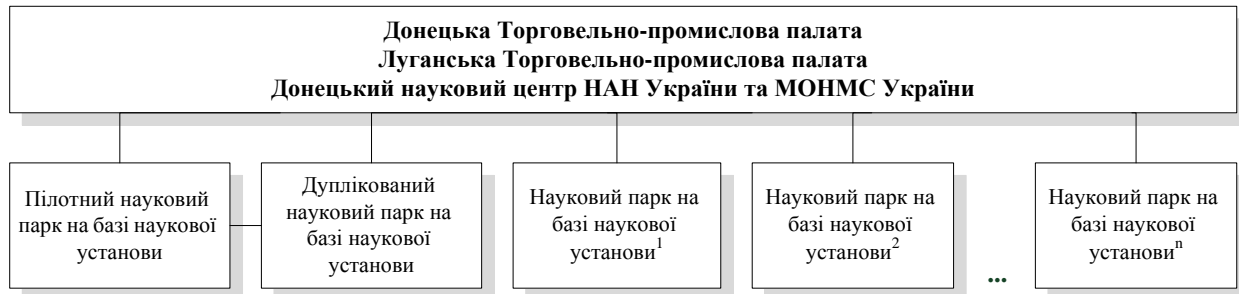 Донецька Торговельно-промислова палата
Луганська Торговельно-промислова палата
Донецький науковий центр НАН України та МОНМС України
Пілотний науковий
парк на базі наукової
установи
Дуплікований
науковий парк на
базі наукової
установи
Науковий парк на
базі наукової
установи¹
Науковий парк на
базі наукової
установи²
...
Науковий парк на
базі наукової
установиⁿ